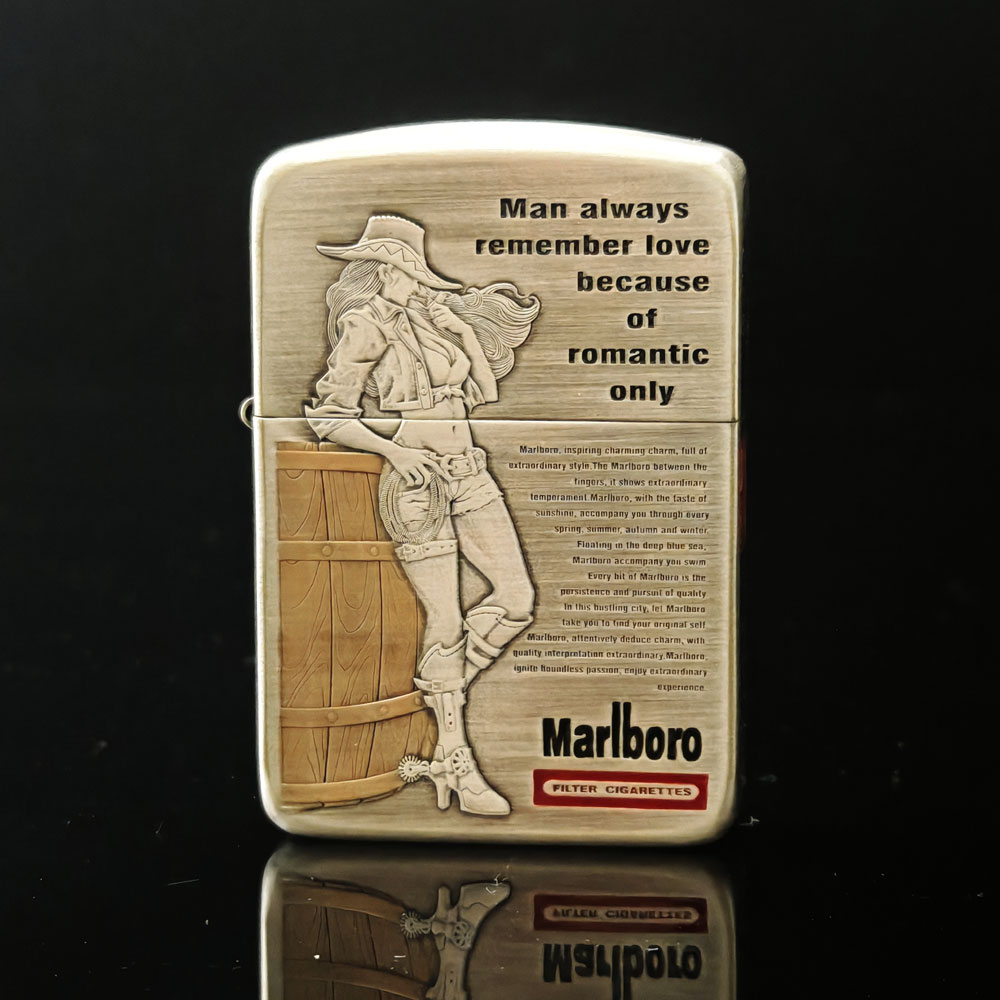 Man always
remember love
because
of
romantic
only
Marlboro, inspiring charming charm, full of
extraordinary style.The Marlboro between the
fingers, it shows extraordinary
temperament.Marlboro, with the taste of
sunshine, accompany you through every
spring, summer, autumn and winter.
Floating in the deep blue sea,
Marlboro accompany you swim
Every bit of Marlboro is the
persistence and pursuit of quality
In this bustling city, let Marlboro
take you to find your original self
Marlboro, attentively deduce charm, with
quality interpretation extraordinary.Marlboro,
ignite boundless passion, enjoy extraordinary
experience.
Marlboro
FILTER CIGARETTES